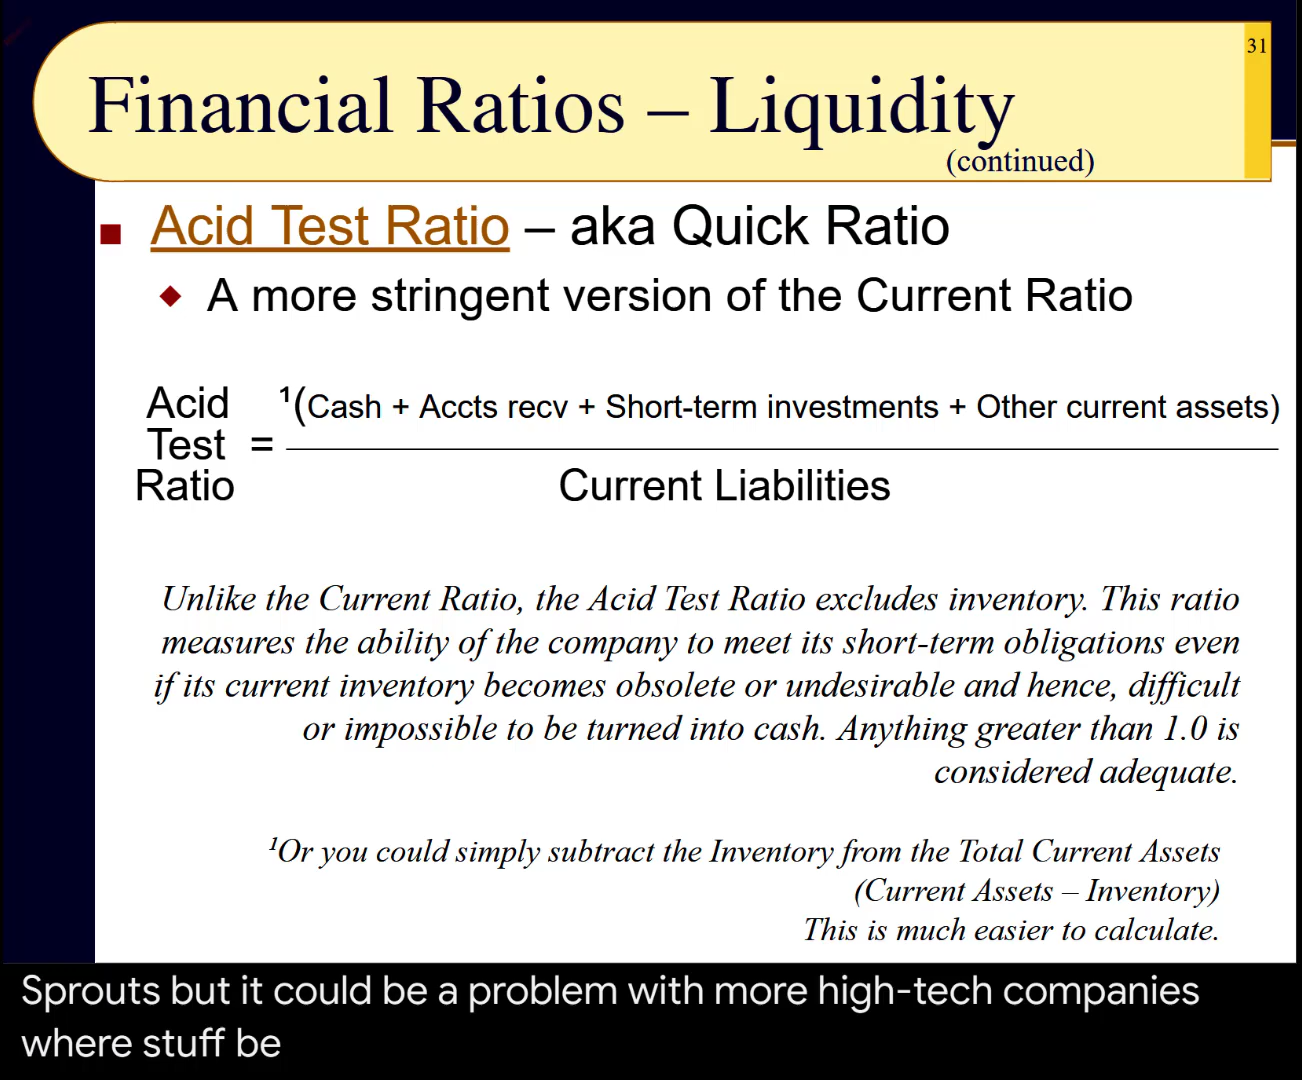 31
Financial Ratios – Liquidity
(continued)
Acid Test Ratio – aka Quick Ratio
A more stringent version of the Current Ratio
Acid
Test
Ratio
=
¹(Cash + Accts recv + Short-term investments + Other current assets)
Current Liabilities
Unlike the Current Ratio, the Acid Test Ratio excludes inventory. This ratio
measures the ability of the company to meet its short-term obligations even
if its current inventory becomes obsolete or undesirable and hence, difficult
or impossible to be turned into cash. Anything greater than 1.0 is
considered adequate.
¹Or you could simply subtract the Inventory from the Total Current Assets
(Current Assets – Inventory)
This is much easier to calculate.
Sprouts but it could be a problem with more high-tech companies
where stuff be